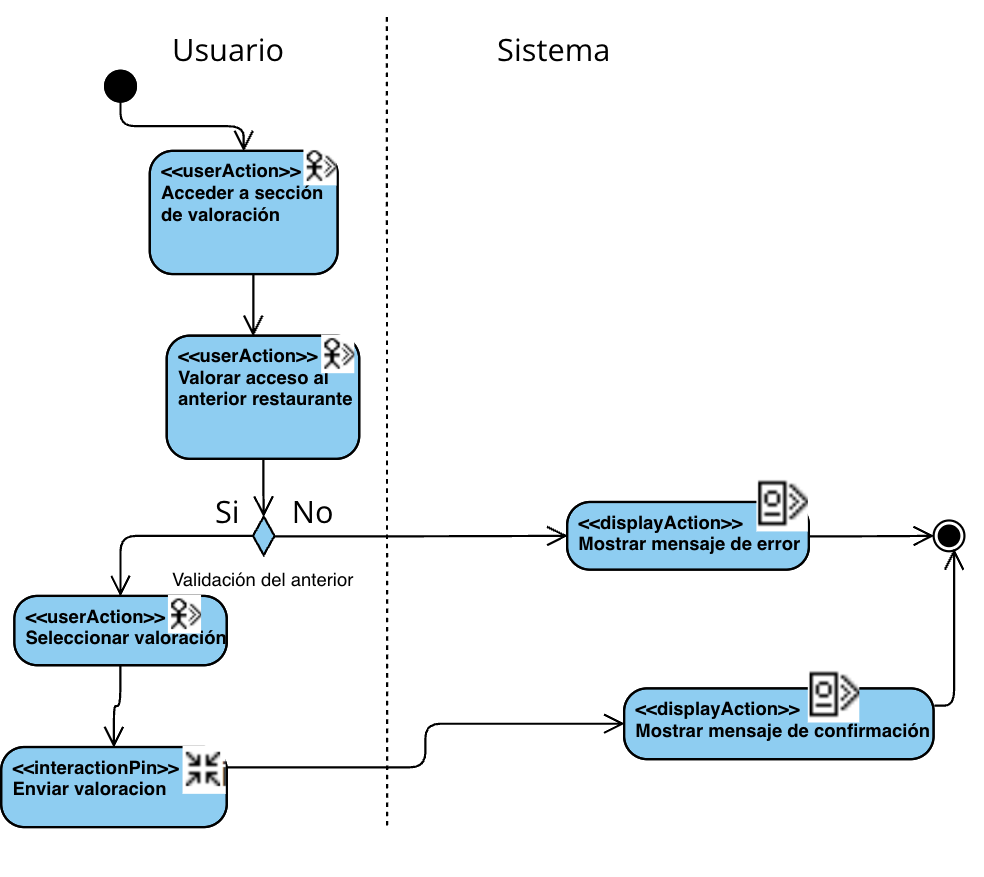 Usuario
Sistema
<<userAction>>
Acceder a sección
de valoración
<<userAction>>
Valorar acceso al
anterior restaurante
Si
No
<<displayAction>>
Mostrar mensaje de error
Validación del anterior
<<userAction>>
Seleccionar valoración
<<displayAction>>
Mostrar mensaje de confirmación
<<interactionPin>>
Enviar valoracion